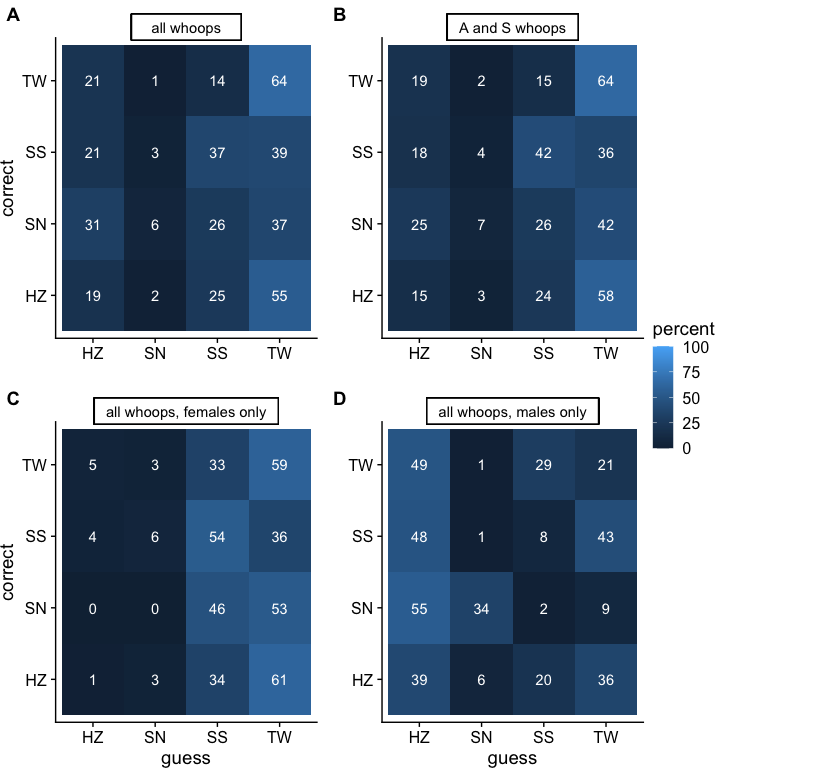 A
all whoops
TW 21 1 14 64
SS 21 3 37 39
SN 31 6 26 37
HZ 19 2 25 55
HZ SN SS TW
correct
B
A and S whoops
TW 19 2 15 64
SS 18 4 42 36
SN 25 7 26 42
HZ 15 3 24 58
HZ SN SS TW
percent
100
75
50
25
0
C
all whoops, females only
TW 5 3 33 59
SS 4 6 54 36
SN 0 0 46 53
HZ 1 3 34 61
HZ SN SS TW
correct
guess
D
all whoops, males only
TW 49 1 29 21
SS 48 1 8 43
SN 55 34 2 9
HZ 39 6 20 36
HZ SN SS TW
guess